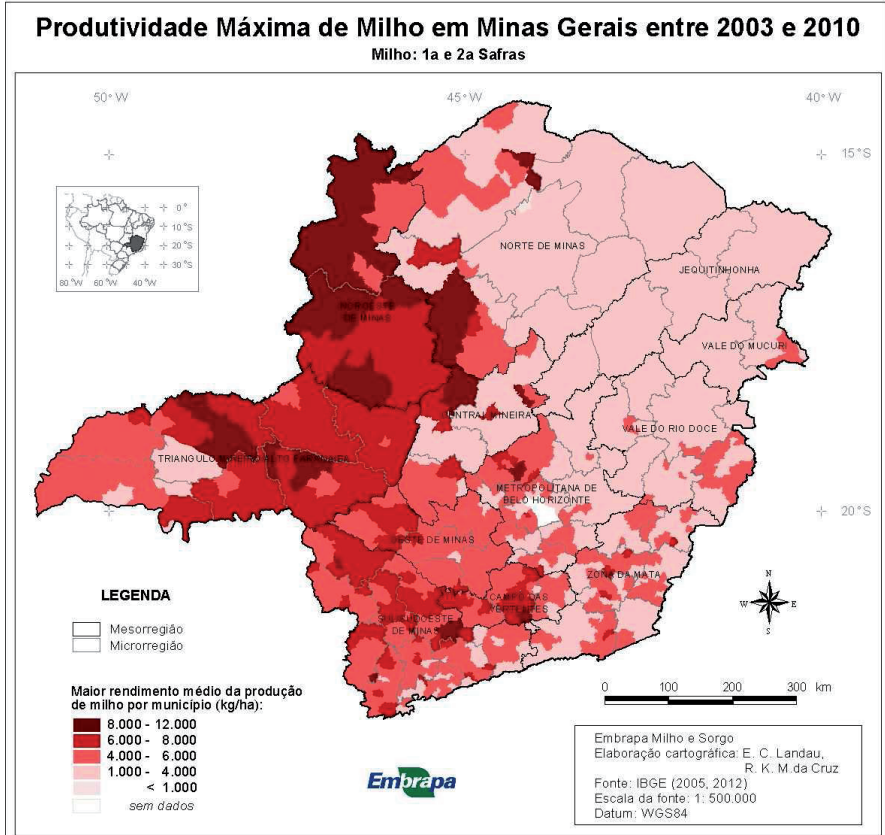 Produtividade Máxima de Milho em Minas Gerais entre 2003 e 2010
Milho: 1a e 2a Safras
50° W
45° W
40° W
15° S
0°
10° S
20° S
30° S
80°W 60°W 40°W
NORTE DE MINAS
JEQUITINHONHA
NOROESTE
DE MINAS
VALE DO MUCURI
CENTRAL MINEIRA
VALE DO RIO DOCE
TRIANGULO MINEIRO/ALTO PARANAIBA
METROPOLITANA DE
BELO HORIZONTE
20° S
OESTE DE MINAS
ZONA DA MATA
CAMPO DAS
VERTENTES
SUL/SUDOESTE
DE MINAS
N
W E
S
LEGENDA
Mesorregião
Microrregião
Maior rendimento médio da produção
de milho por município (kg/ha):
8.000 - 12.000
6.000 - 8.000
4.000 - 6.000
1.000 - 4.000
< 1.000
sem dados
0 100 200 300 km
Embrapa
Embrapa Milho e Sorgo
Elaboração cartográfica: E. C. Landau,
R. K. M.da Cruz
Fonte: IBGE (2005, 2012)
Escala da fonte: 1: 500.000
Datum: WGS84